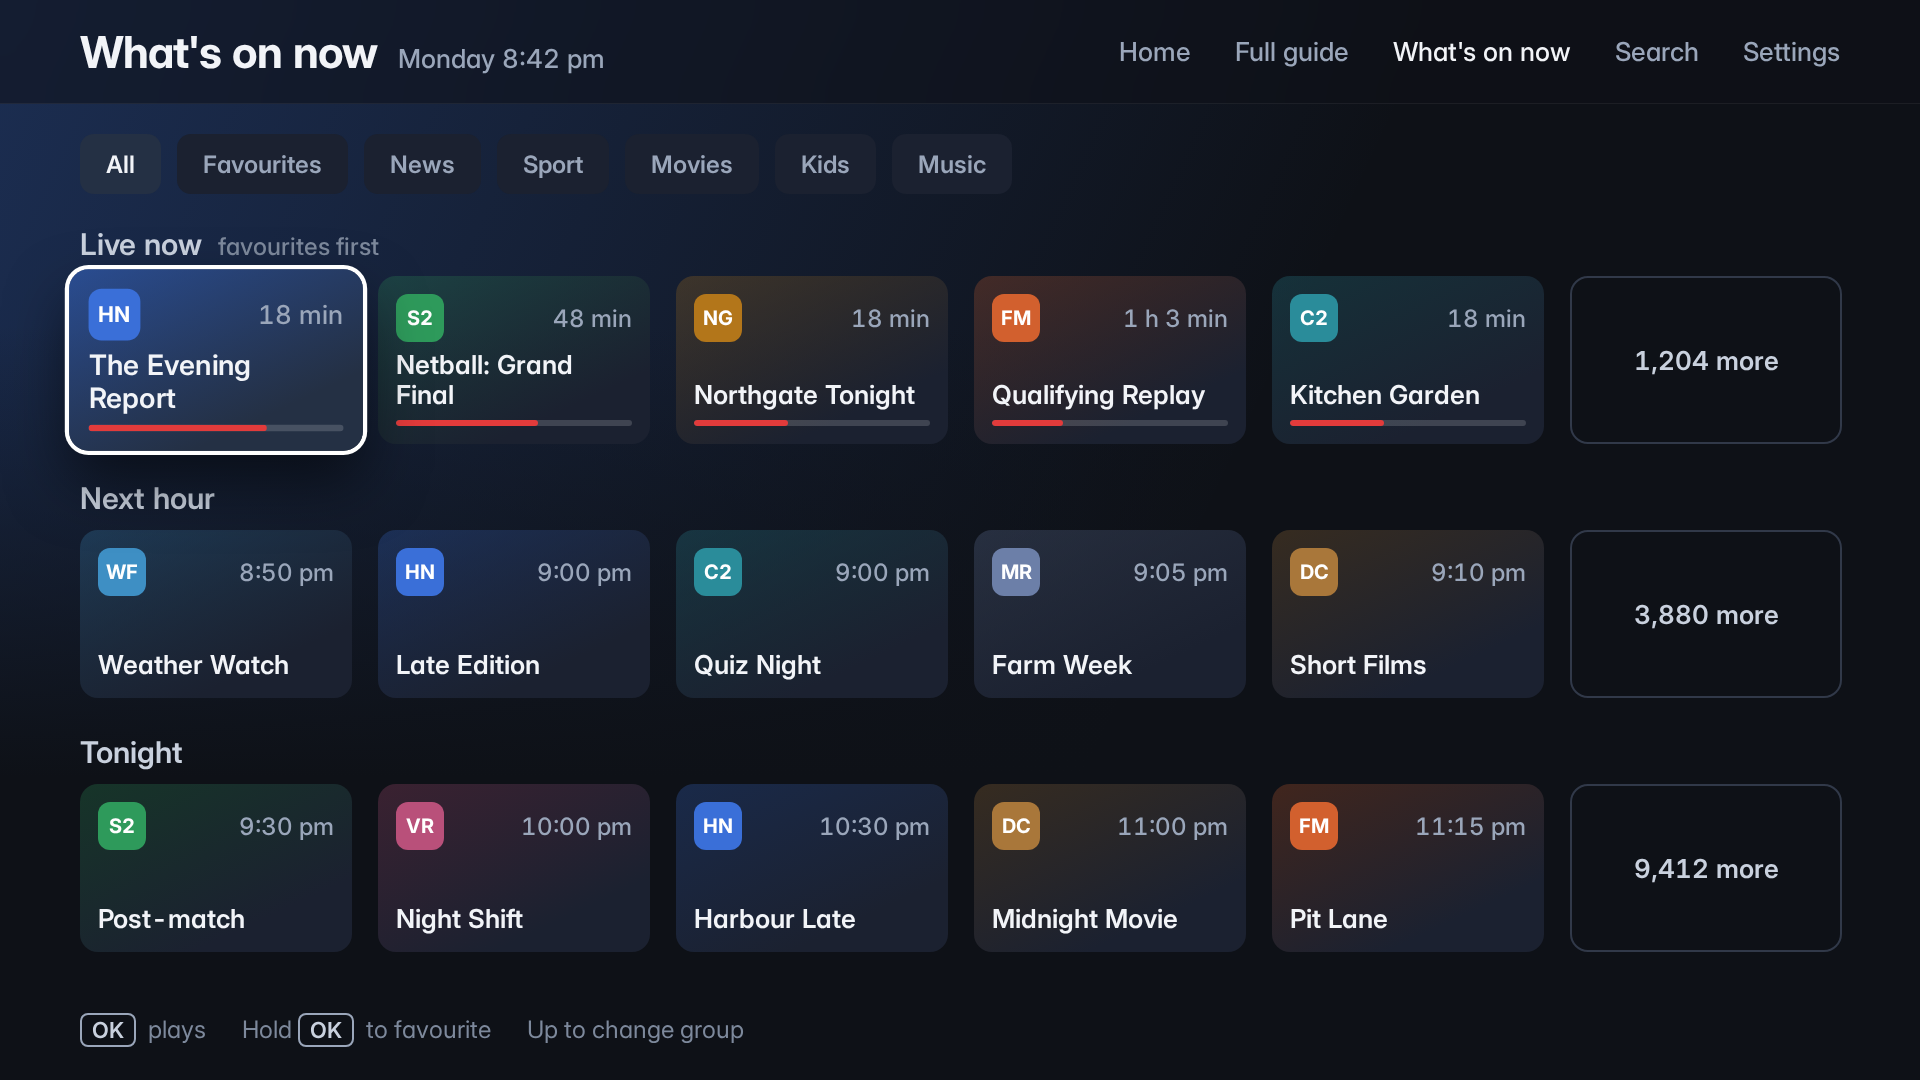 What's on now Monday 8:42 pm
Home Full guide What's on now Search Settings
All Favourites News Sport Movies Kids Music
Live now favourites first
HN 18 min
The Evening
Report
S2 48 min
Netball: Grand
Final
NG 18 min
Northgate Tonight
FM 1 h 3 min
Qualifying Replay
C2 18 min
Kitchen Garden
1,204 more
Next hour
WF 8:50 pm
Weather Watch
HN 9:00 pm
Late Edition
C2 9:00 pm
Quiz Night
MR 9:05 pm
Farm Week
DC 9:10 pm
Short Films
3,880 more
Tonight
S2 9:30 pm
Post-match
VR 10:00 pm
Night Shift
HN 10:30 pm
Harbour Late
DC 11:00 pm
Midnight Movie
FM 11:15 pm
Pit Lane
9,412 more
OK plays Hold OK to favourite Up to change group